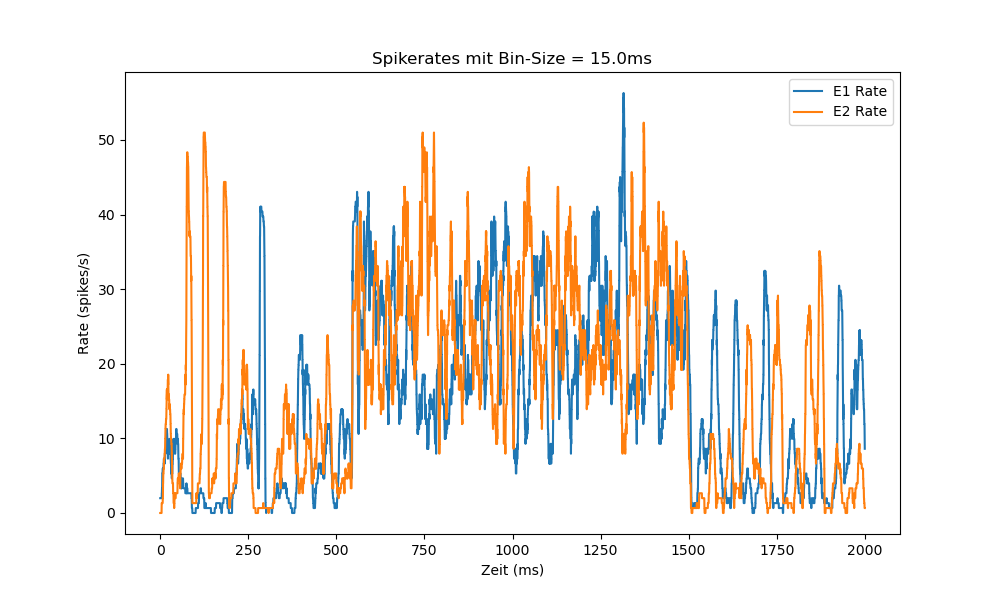 Spikerates mit Bin-Size = 15.0ms
E1 Rate
E2 Rate
Rate (spikes/s)
50
40
30
20
10
0
0 250 500 750 1000 1250 1500 1750 2000
Zeit (ms)